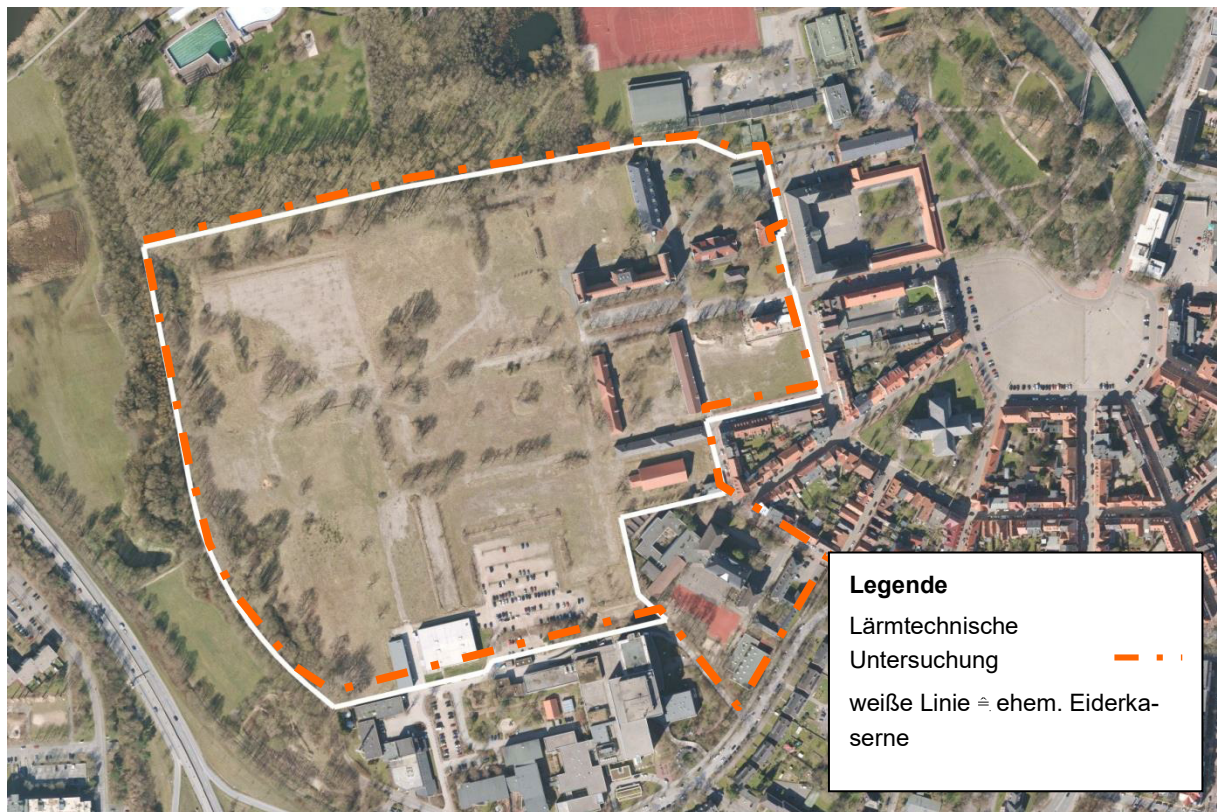 Legende
Lärmtechnische
Untersuchung
weiße Linie ≙ ehem. Eiderka-
serne